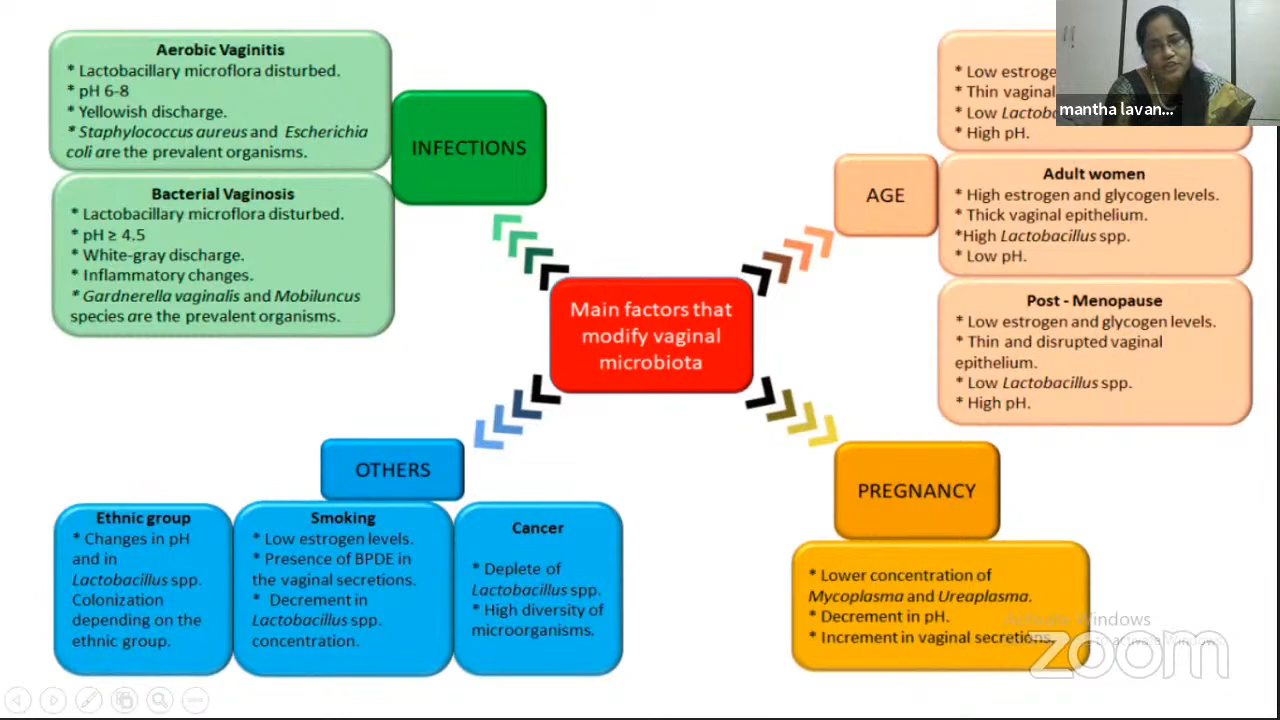 Aerobic Vaginitis
* Lactobacillary microflora disturbed.
* pH 6-8
* Yellowish discharge.
* Staphylococcus aureus and Escherichia
coli are the prevalent organisms.
INFECTIONS
Bacterial Vaginosis
* Lactobacillary microflora disturbed.
* pH ≥ 4.5
* White-gray discharge.
* Inflammatory changes.
* Gardnerella vaginalis and Mobiluncus
species are the prevalent organisms.
mantha lavan...
* Low estroge
* Thin vaginal
* Low Lactob
* High pH.
AGE
Adult women
* High estrogen and glycogen levels.
* Thick vaginal epithelium.
*High Lactobacillus spp.
* Low pH.
Post - Menopause
* Low estrogen and glycogen levels.
* Thin and disrupted vaginal
epithelium.
* Low Lactobacillus spp.
* High pH.
Main factors that
modify vaginal
microbiota
OTHERS
Ethnic group
* Changes in pH
and in
Lactobacillus spp.
Colonization
depending on the
ethnic group.
Smoking
* Low estrogen levels.
* Presence of BPDE in
the vaginal secretions.
* Decrement in
Lactobacillus spp.
concentration.
Cancer
* Deplete of
Lactobacillus spp.
* High diversity of
microorganisms.
PREGNANCY
* Lower concentration of
Mycoplasma and Ureaplasma.
* Decrement in pH.
* Increment in vaginal secretions.
Activate Windows
zoom